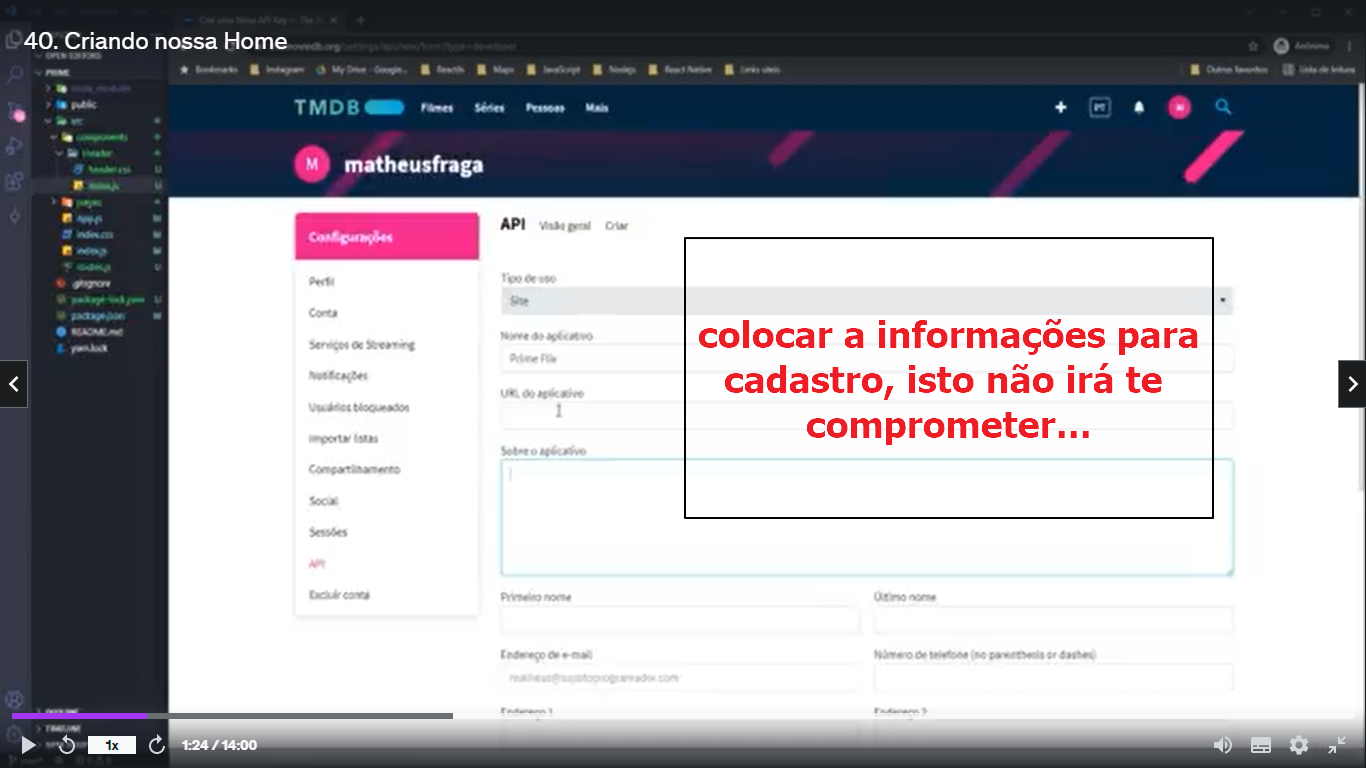 40. Criando nossa Home
Bookmarks Instagram My Drive - Google... Reactjs Maps JavaScript Nodejs React Native Links uteis Outros favoritos Lista de leitura
OPEN EDITORS
PRIME
node_modules
public
src
components
Header
header.css
index.js
pages
App.js
index.css
index.js
routes.js
.gitignore
package-lock.json
package.json
README.md
yarn.lock
TMDB Filmes Séries Pessoas Mais PT M
M matheusfraga
Configurações
Perfil
Conta
Serviços de Streaming
Notificações
Usuários bloqueados
Importar listas
Compartilhamento
Social
Sessões
API
Excluir conta
API Visão geral Criar
Tipo de uso
Site
Nome do aplicativo
Prime Flix
URL do aplicativo
Sobre o aplicativo
colocar a informações para
cadastro, isto não irá te
comprometer...
Primeiro nome Último nome
Endereço de e-mail Número de telefone (no parenthesis or dashes)
Endereço 1 Endereço 2
OUTLINE
TIMELINE
1x 1:24 / 14:00